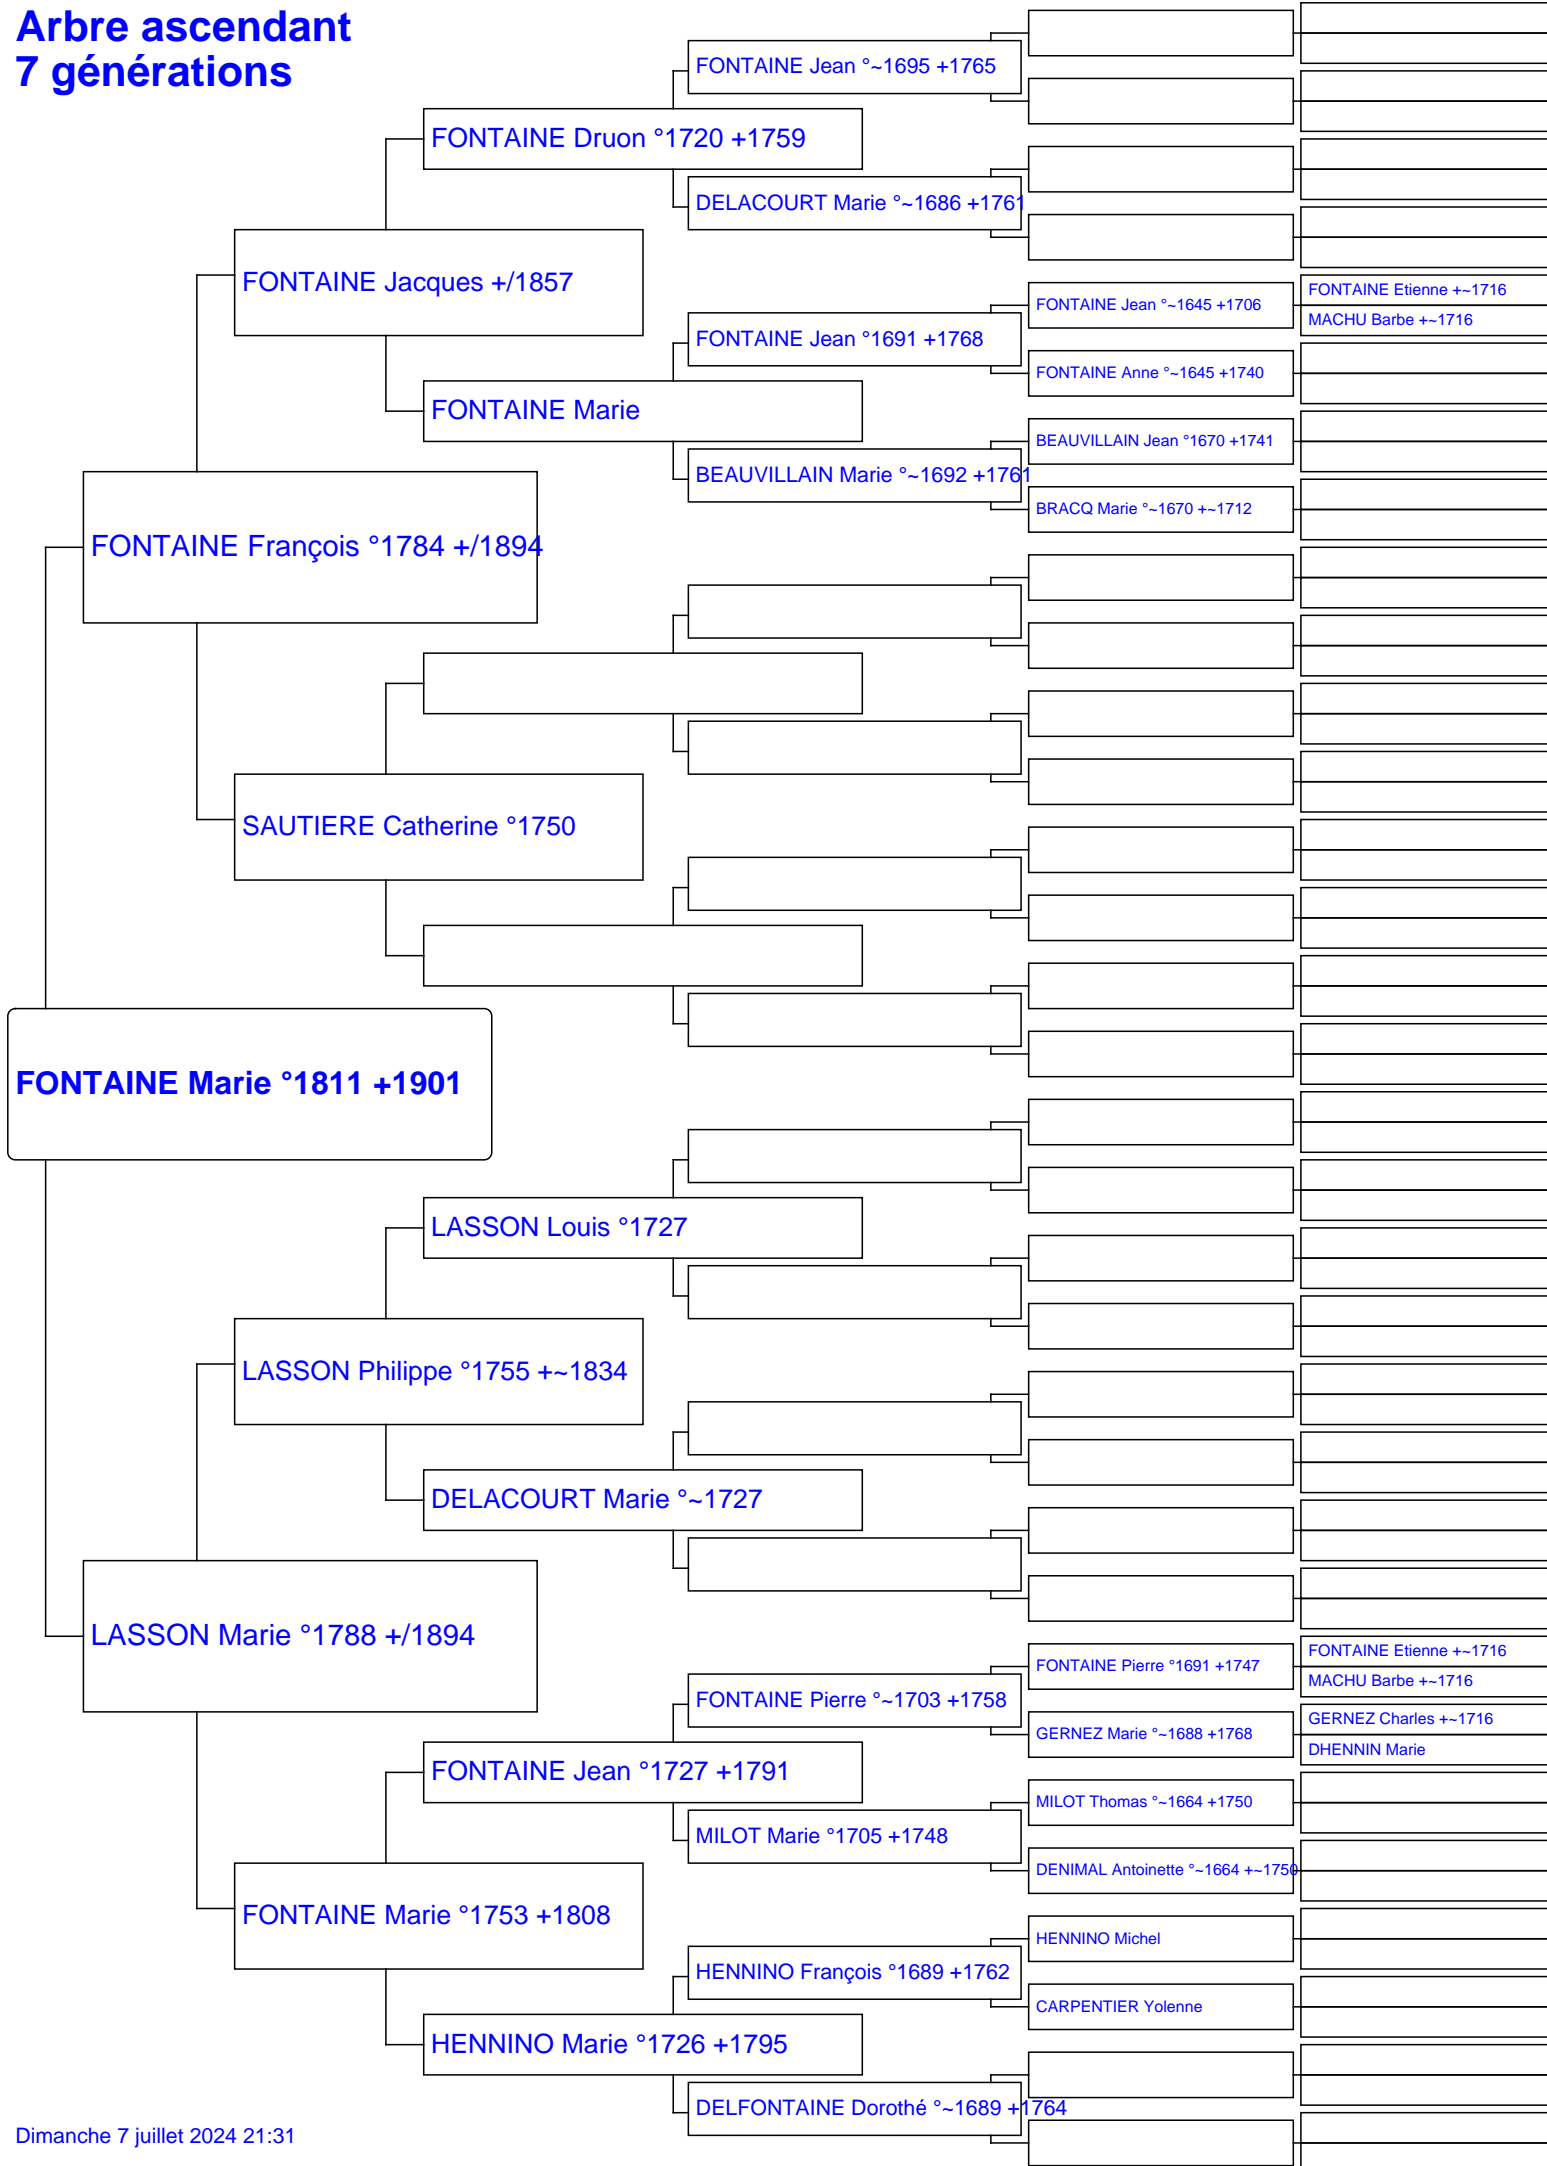 Arbre ascendant
7 générations
FONTAINE Jean °~1695 +1765
FONTAINE Druon °1720 +1759
DELACOURT Marie °~1686 +1761
FONTAINE Jacques +/1857
FONTAINE Etienne +~1716
FONTAINE Jean °~1645 +1706
MACHU Barbe +~1716
FONTAINE Jean °1691 +1768
FONTAINE Anne °~1645 +1740
FONTAINE Marie
BEAUVILLAIN Jean °1670 +1741
BEAUVILLAIN Marie °~1692 +1761
BRACQ Marie °~1670 +~1712
FONTAINE François °1784 +/1894
SAUTIERE Catherine °1750
FONTAINE Marie °1811 +1901
LASSON Louis °1727
LASSON Philippe °1755 +~1834
DELACOURT Marie °~1727
LASSON Marie °1788 +/1894
FONTAINE Etienne +~1716
FONTAINE Pierre °1691 +1747
MACHU Barbe +~1716
FONTAINE Pierre °~1703 +1758
GERNEZ Charles +~1716
GERNEZ Marie °~1688 +1768
DHENNIN Marie
FONTAINE Jean °1727 +1791
MILOT Thomas °~1664 +1750
MILOT Marie °1705 +1748
DENIMAL Antoinette °~1664 +~1750
FONTAINE Marie °1753 +1808
HENNINO Michel
HENNINO François °1689 +1762
CARPENTIER Yolenne
HENNINO Marie °1726 +1795
DELFONTAINE Dorothé °~1689 +1764
Dimanche 7 juillet 2024 21:31